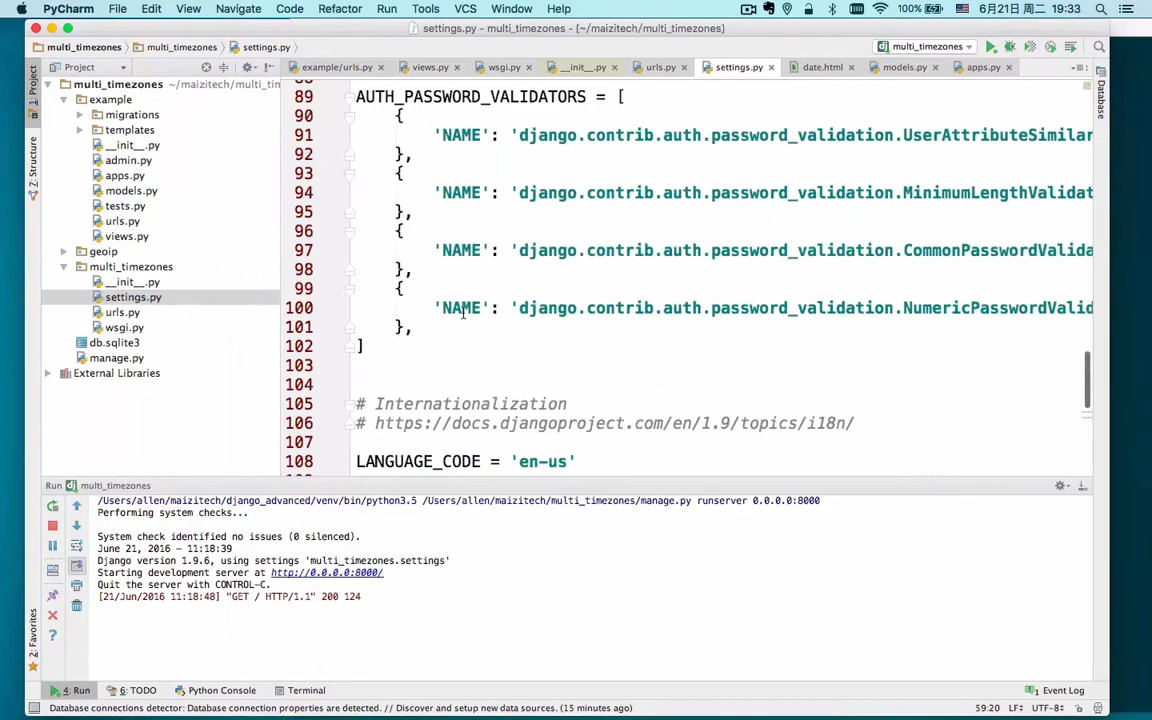 PyCharm File Edit View Navigate Code Refactor Run Tools VCS Window Help 100% 6月21日 周二 19:33
settings.py - multi_timezones - [~/maizitech/multi_timezones]
multi_timezones multi_timezones settings.py multi_timezones
Project example/urls.py views.py wsgi.py __init__.py urls.py settings.py date.html models.py apps.py
1: Project
Z: Structure
2: Favorites
Database
multi_timezones ~/maizitech/multi_tin
example
migrations
templates
__init__.py
admin.py
apps.py
models.py
tests.py
urls.py
views.py
geoip
multi_timezones
__init__.py
settings.py
urls.py
wsgi.py
db.sqlite3
manage.py
External Libraries
89 AUTH_PASSWORD_VALIDATORS = [
90 {
91 'NAME': 'django.contrib.auth.password_validation.UserAttributeSimilar
92 },
93 {
94 'NAME': 'django.contrib.auth.password_validation.MinimumLengthValidat
95 },
96 {
97 'NAME': 'django.contrib.auth.password_validation.CommonPasswordValida
98 },
99 {
100 'NAME': 'django.contrib.auth.password_validation.NumericPasswordValid
101 },
102 ]
103
104
105 # Internationalization
106 # https://docs.djangoproject.com/en/1.9/topics/i18n/
107
108 LANGUAGE_CODE = 'en-us'
Run multi_timezones
/Users/allen/maizitech/django_advanced/venv/bin/python3.5 /Users/allen/maizitech/multi_timezones/manage.py runserver 0.0.0.0:8000
Performing system checks...
System check identified no issues (0 silenced).
June 21, 2016 - 11:18:39
Django version 1.9.6, using settings 'multi_timezones.settings'
Starting development server at http://0.0.0.0:8000/
Quit the server with CONTROL-C.
[21/Jun/2016 11:18:48] "GET / HTTP/1.1" 200 124
4: Run 6: TODO Python Console Terminal 1 Event Log
Database connections detector: Database connection properties are detected. // Discover and setup new data sources. (15 minutes ago) 59:20 LF UTF-8